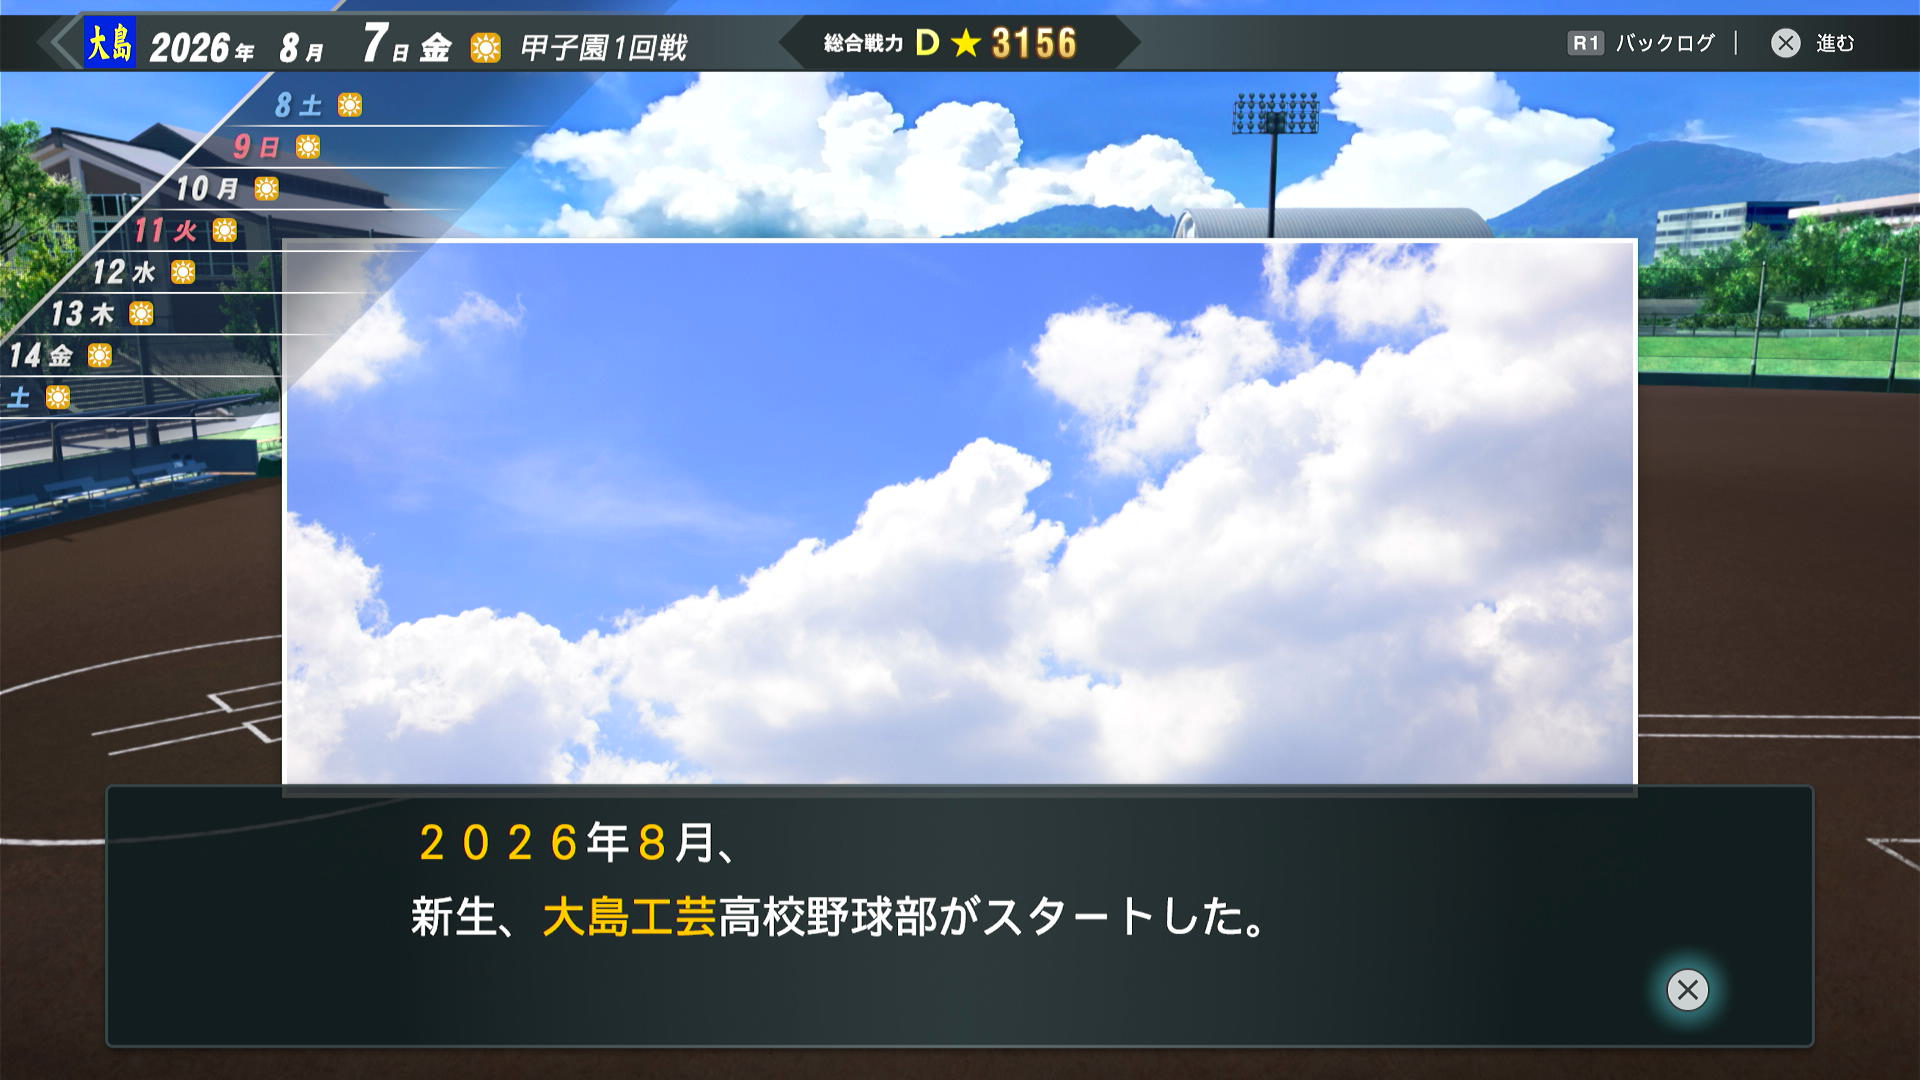 大島 2026年 8月 7日 金 甲子園1回戦
総合戦力 D ★ 3156
R1 バックログ | 進む
8 土
9 日
10 月
11 火
12 水
13 木
14 金
土
２０２６年８月、
新生、大島工芸高校野球部がスタートした。